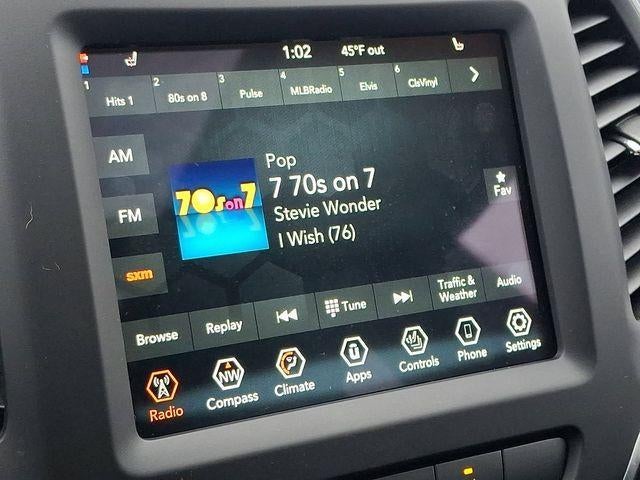 1:02 45°F out
1 Hits 1 2 80s on 8 3 Pulse 4 MLBRadio 5 Elvis 6 ClsVinyl
AM
Pop
7 70s on 7
Stevie Wonder
I Wish (76)
70s on 7
Fav
FM
sxm
Browse Replay Tune Traffic & Weather Audio
Radio NW Compass Climate U Apps Controls Phone Settings